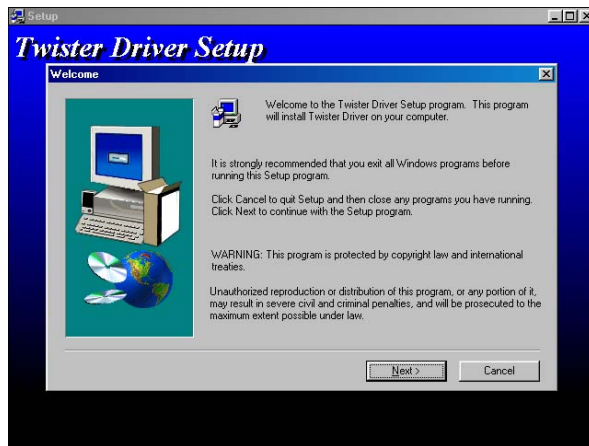 Setup
Twister Driver Setup
Welcome
Welcome to the Twister Driver Setup program. This program
will install Twister Driver on your computer.
It is strongly recommended that you exit all Windows programs before
running this Setup program.
Click Cancel to quit Setup and then close any programs you have running.
Click Next to continue with the Setup program.
WARNING: This program is protected by copyright law and international
treaties.
Unauthorized reproduction or distribution of this program, or any portion of it,
may result in severe civil and criminal penalties, and will be prosecuted to the
maximum extent possible under law.
Next >
Cancel